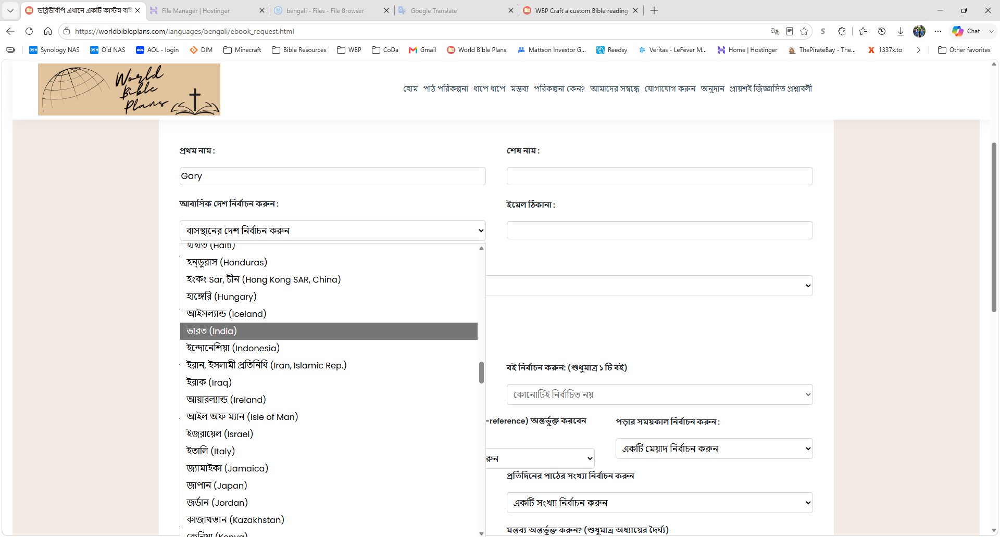 ডব্লিউবিপি এখানে একটি কাস্টম বাই
File Manager | Hostinger
bengali - Files - File Browser
Google Translate
WBP Craft a custom Bible reading
https://worldbibleplans.com/languages/bengali/ebook_request.html
Chat
Synology NAS
Old NAS
AOL - login
DIM
Minecraft
Bible Resources
WBP
CoDa
Gmail
World Bible Plans
Mattson Investor G...
Reedsy
Veritas - LeFever M...
Home | Hostinger
ThePirateBay - The...
1337x.to
Other favorites
World
Bible
Plans
হোম পাঠ পরিকল্পনা ধাপে ধাপে মন্তব্য পরিকল্পনা কেন? আমাদের সম্বন্ধে যোগাযোগ করুন অনুদান প্রায়শই জিজ্ঞাসিত প্রশ্নাবলী
প্রথম নাম :
শেষ নাম :
Gary
আবাসিক দেশ নির্বাচন করুন :
ইমেল ঠিকানা :
বাসস্থানের দেশ নির্বাচন করুন
হাইতি (Haiti)
হন্ডুরাস (Honduras)
হংকং Sar, চীন (Hong Kong SAR, China)
হাঙ্গেরি (Hungary)
আইসল্যান্ড (Iceland)
ভারত (India)
ইন্দোনেশিয়া (Indonesia)
ইরান, ইসলামী প্রতিনিধি (Iran, Islamic Rep.)
ইরাক (Iraq)
আয়ারল্যান্ড (Ireland)
আইল অফ ম্যান (Isle of Man)
ইজরায়েল (Israel)
ইতালি (Italy)
জ্যামাইকা (Jamaica)
জাপান (Japan)
জর্ডান (Jordan)
কাজাখস্তান (Kazakhstan)
কেনিয়া (Kenya)
বই নির্বাচন করুন: (শুধুমাত্র ১ টি বই)
কোনোটিই নির্বাচিত নয়
-reference) অন্তর্ভুক্ত করবেন
পড়ার সময়কাল নির্বাচন করুন :
রুন
একটি মেয়াদ নির্বাচন করুন
প্রতিদিনের পাঠের সংখ্যা নির্বাচন করুন
একটি সংখ্যা নির্বাচন করুন
মন্তব্য অন্তর্ভুক্ত করুন? (শুধুমাত্র অধ্যায়ের দৈর্ঘ্য)